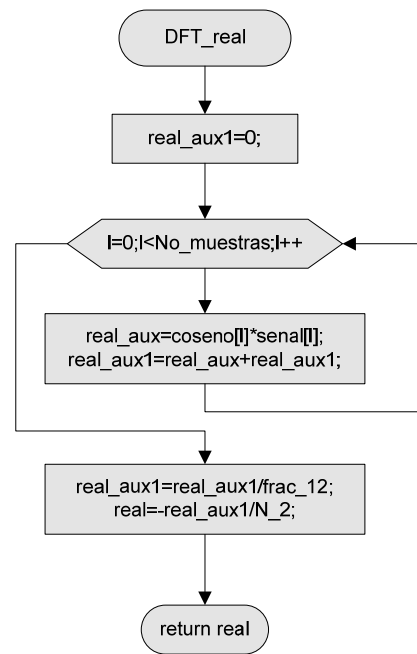 DFT_real
real_aux1=0;
l=0;l<No_muestras;l++
real_aux=coseno[l]*senal[l];
real_aux1=real_aux+real_aux1;
real_aux1=real_aux1/frac_12;
real=-real_aux1/N_2;
return real